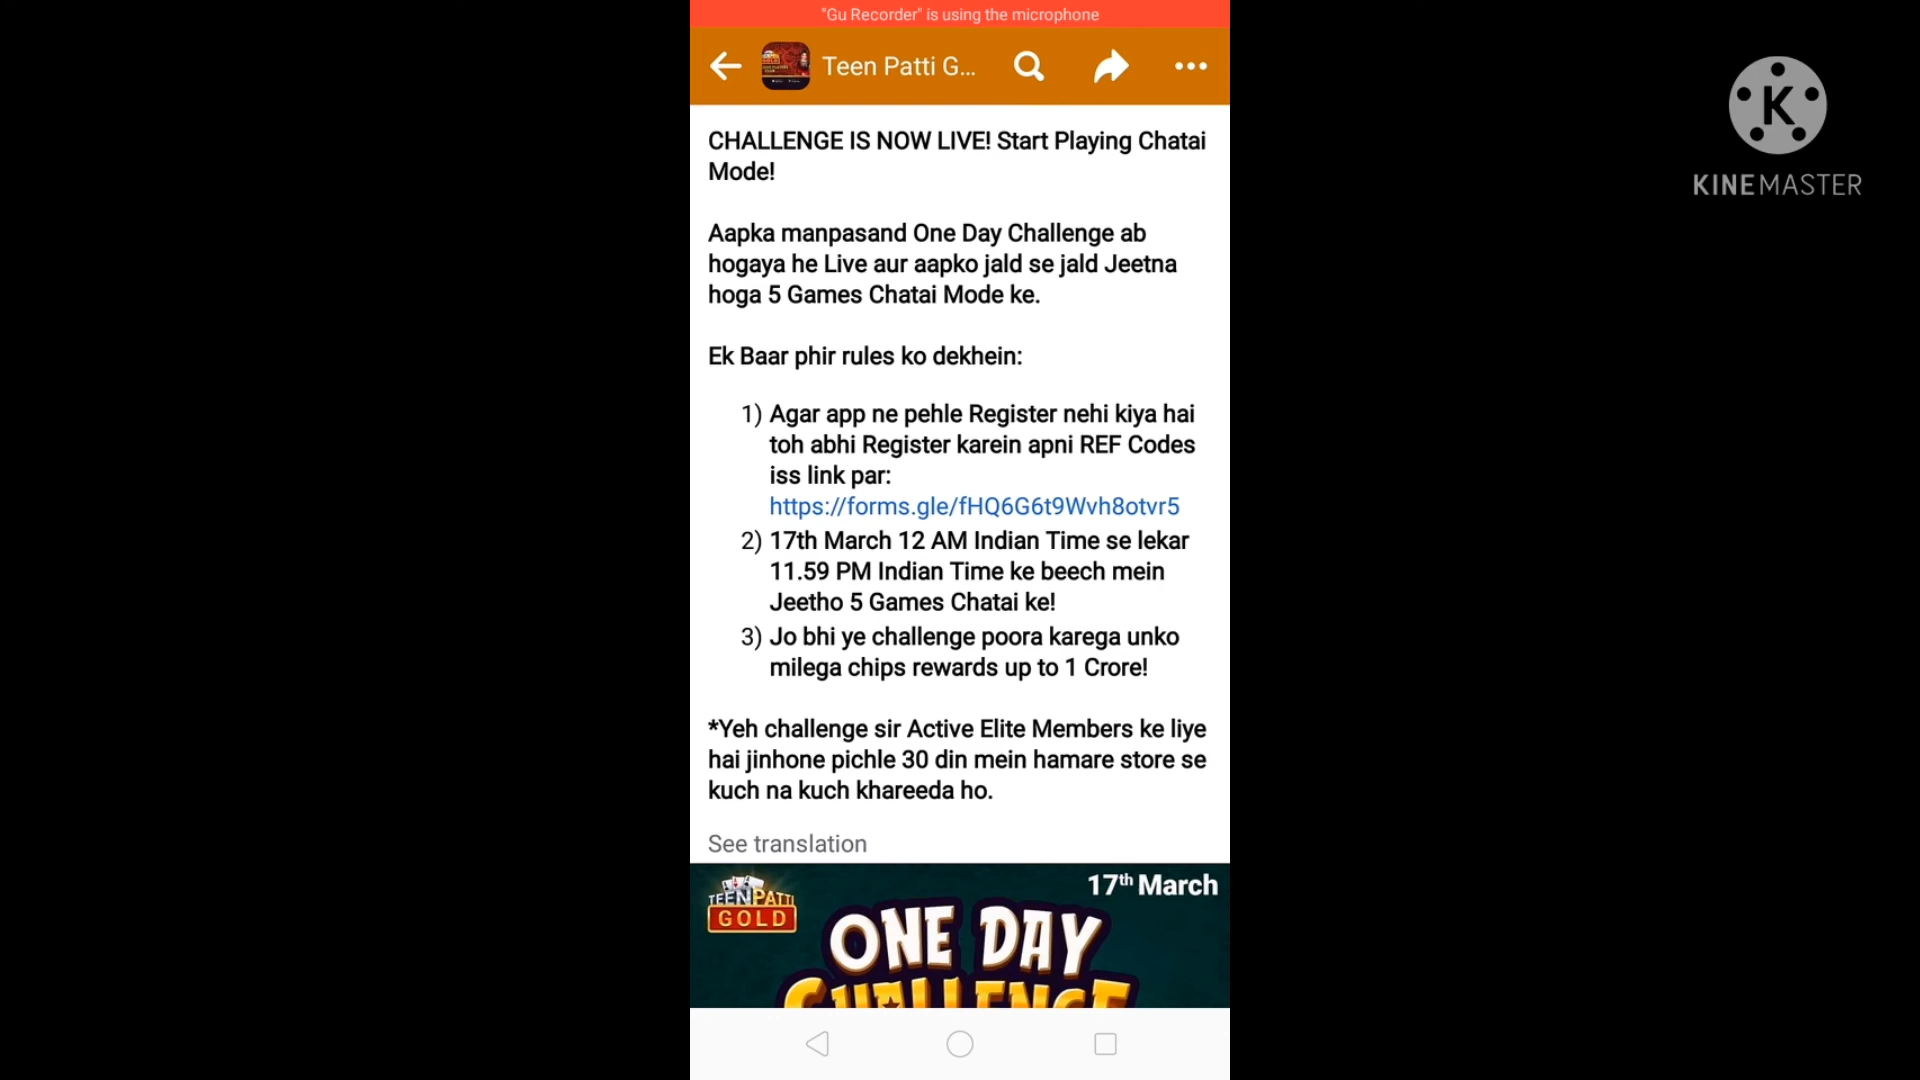 "Gu Recorder" is using the microphone
Teen Patti G...
KINEMASTER
CHALLENGE IS NOW LIVE! Start Playing Chatai
Mode!
Aapka manpasand One Day Challenge ab
hogaya he Live aur aapko jald se jald Jeetna
hoga 5 Games Chatai Mode ke.
Ek Baar phir rules ko dekhein:
1) Agar app ne pehle Register nehi kiya hai
toh abhi Register karein apni REF Codes
iss link par:
https://forms.gle/fHQ6G6t9Wvh8otvr5
2) 17th March 12 AM Indian Time se lekar
11.59 PM Indian Time ke beech mein
Jeetho 5 Games Chatai ke!
3) Jo bhi ye challenge poora karega unko
milega chips rewards up to 1 Crore!
*Yeh challenge sir Active Elite Members ke liye
hai jinhone pichle 30 din mein hamare store se
kuch na kuch khareeda ho.
See translation
17th March
TEENPATTI
GOLD
ONE DAY
CHALLENGE